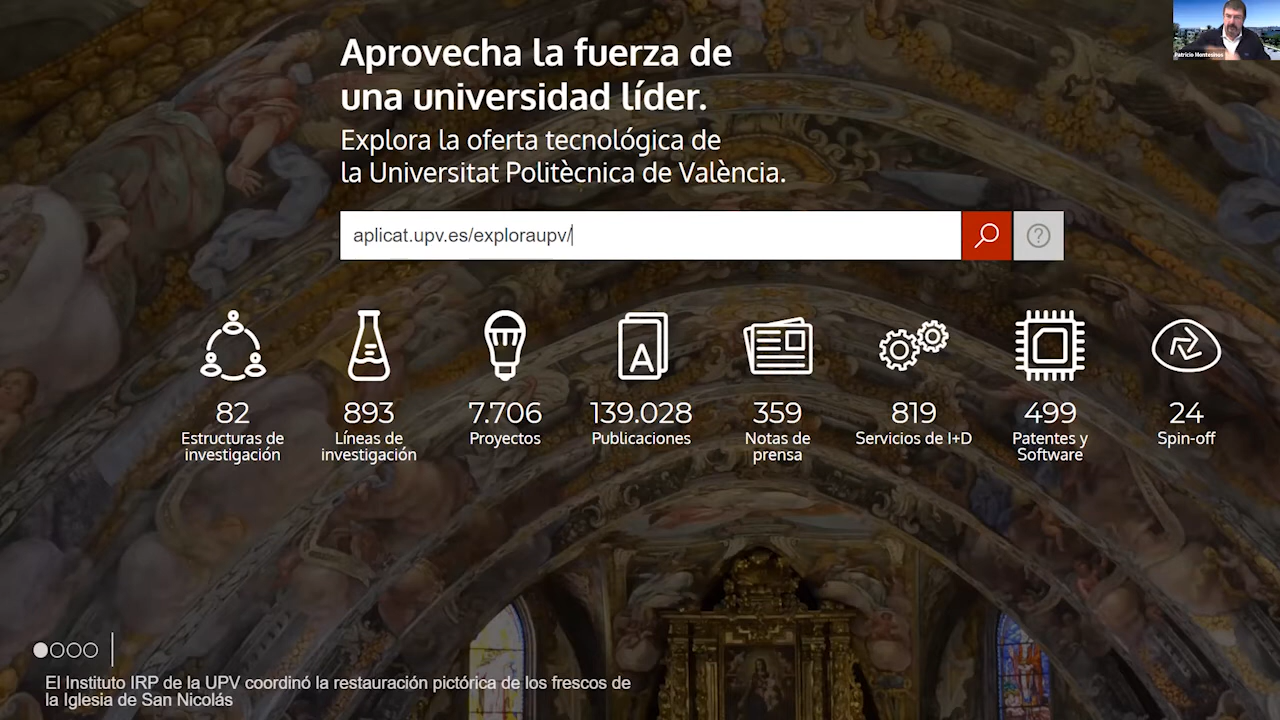 Aprovecha la fuerza de
una universidad líder.
Explora la oferta tecnológica de
la Universitat Politècnica de València.
aplicat.upv.es/exploraupv/
82
Estructuras de
investigación
893
Líneas de
investigación
7.706
Proyectos
139.028
Publicaciones
359
Notas de
prensa
819
Servicios de I+D
499
Patentes y
Software
24
Spin-off
El Instituto IRP de la UPV coordinó la restauración pictórica de los frescos de
la Iglesia de San Nicolás
Patricio Montesinos